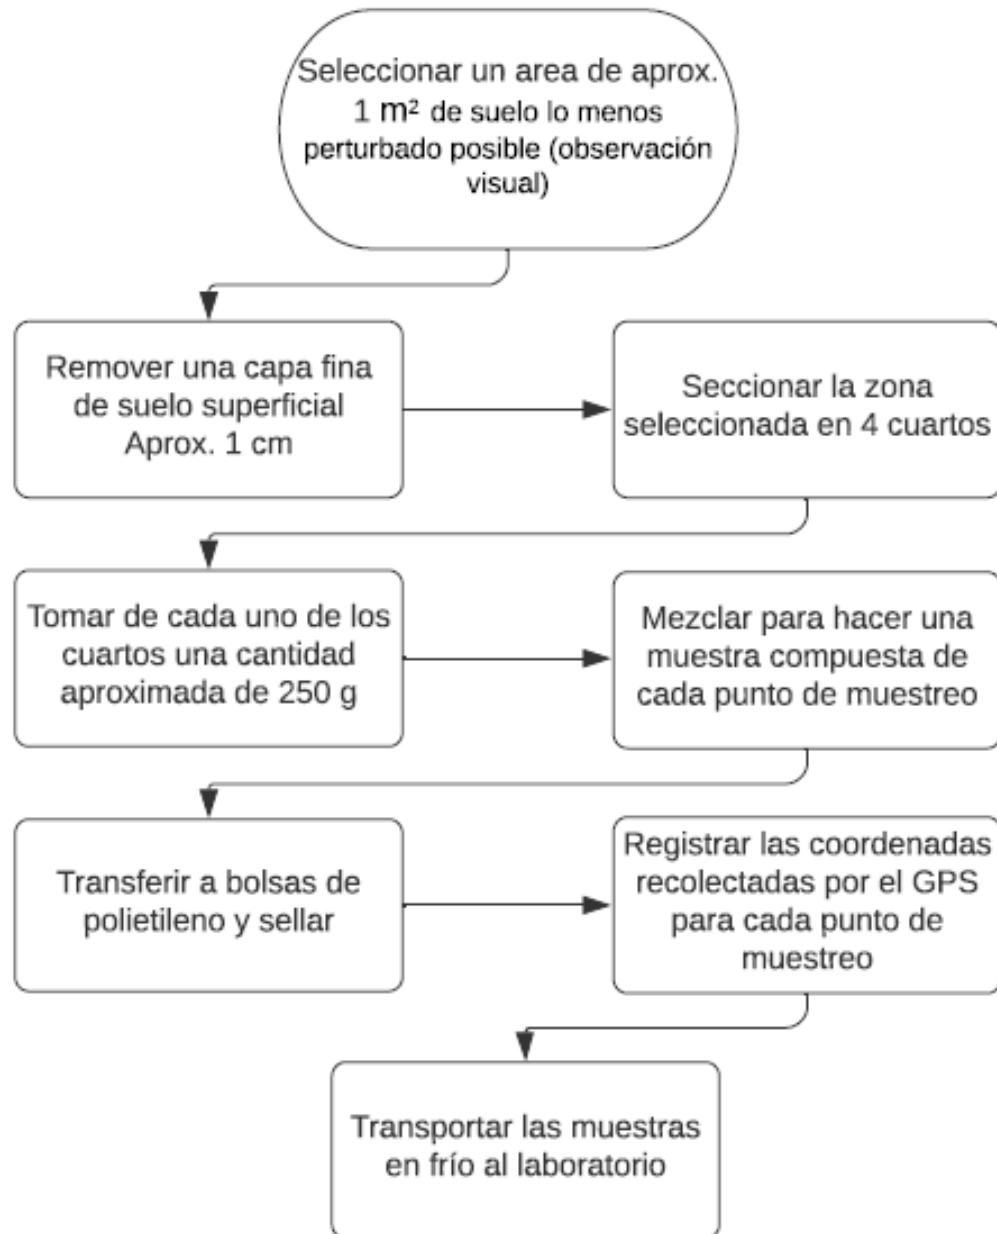 Seleccionar un area de aprox.
1 m² de suelo lo menos
perturbado posible (observación
visual)
Remover una capa fina
de suelo superficial
Aprox. 1 cm
Seccionar la zona
seleccionada en 4 cuartos
Tomar de cada uno de los
cuartos una cantidad
aproximada de 250 g
Mezclar para hacer una
muestra compuesta de
cada punto de muestreo
Transferir a bolsas de
polietileno y sellar
Registrar las coordenadas
recolectadas por el GPS
para cada punto de
muestreo
Transportar las muestras
en frío al laboratorio